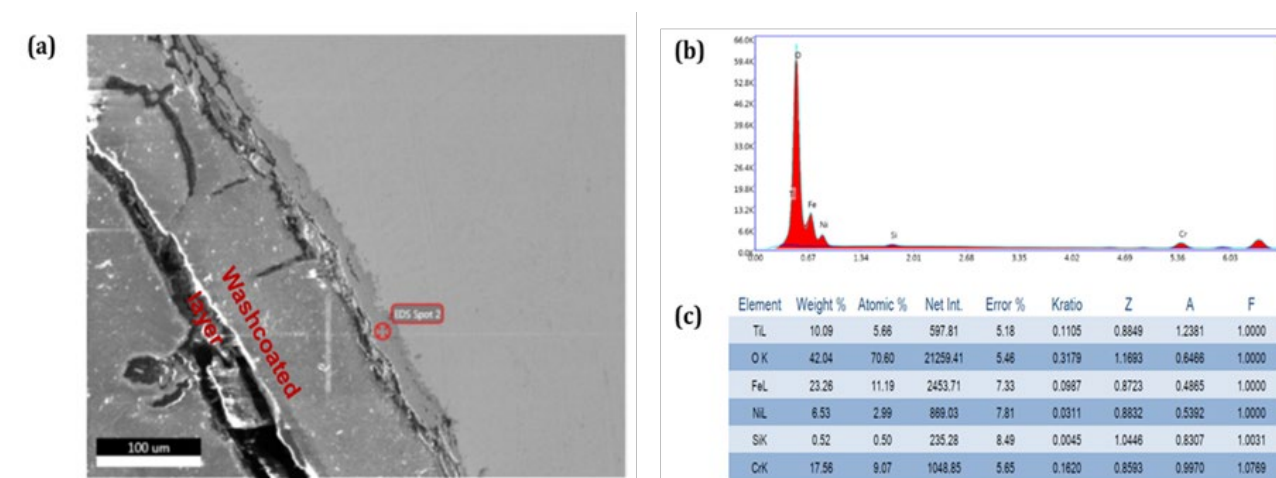 (a)
Washcoated
layer
EDS Spot 2
100 um
(b)
66.0K
59.4K
52.8K
46.2K
39.6K
33.0K
26.4K
19.8K
13.2K
6.6K
O
Fe
Ni
Si
Cr
0.00 0.67 1.34 2.01 2.68 3.35 4.02 4.69 5.36 6.03
(c)
Element Weight % Atomic % Net Int. Error % Kratio Z A F
TiL 10.09 5.66 597.81 5.18 0.1105 0.8849 1.2381 1.0000
O K 42.04 70.60 21259.41 5.46 0.3179 1.1693 0.6466 1.0000
FeL 23.26 11.19 2453.71 7.33 0.0987 0.8723 0.4865 1.0000
NiL 6.53 2.99 869.03 7.81 0.0311 0.8832 0.5392 1.0000
SiK 0.52 0.50 235.28 8.49 0.0045 1.0446 0.8307 1.0031
CrK 17.56 9.07 1048.85 5.65 0.1620 0.8593 0.9970 1.0769